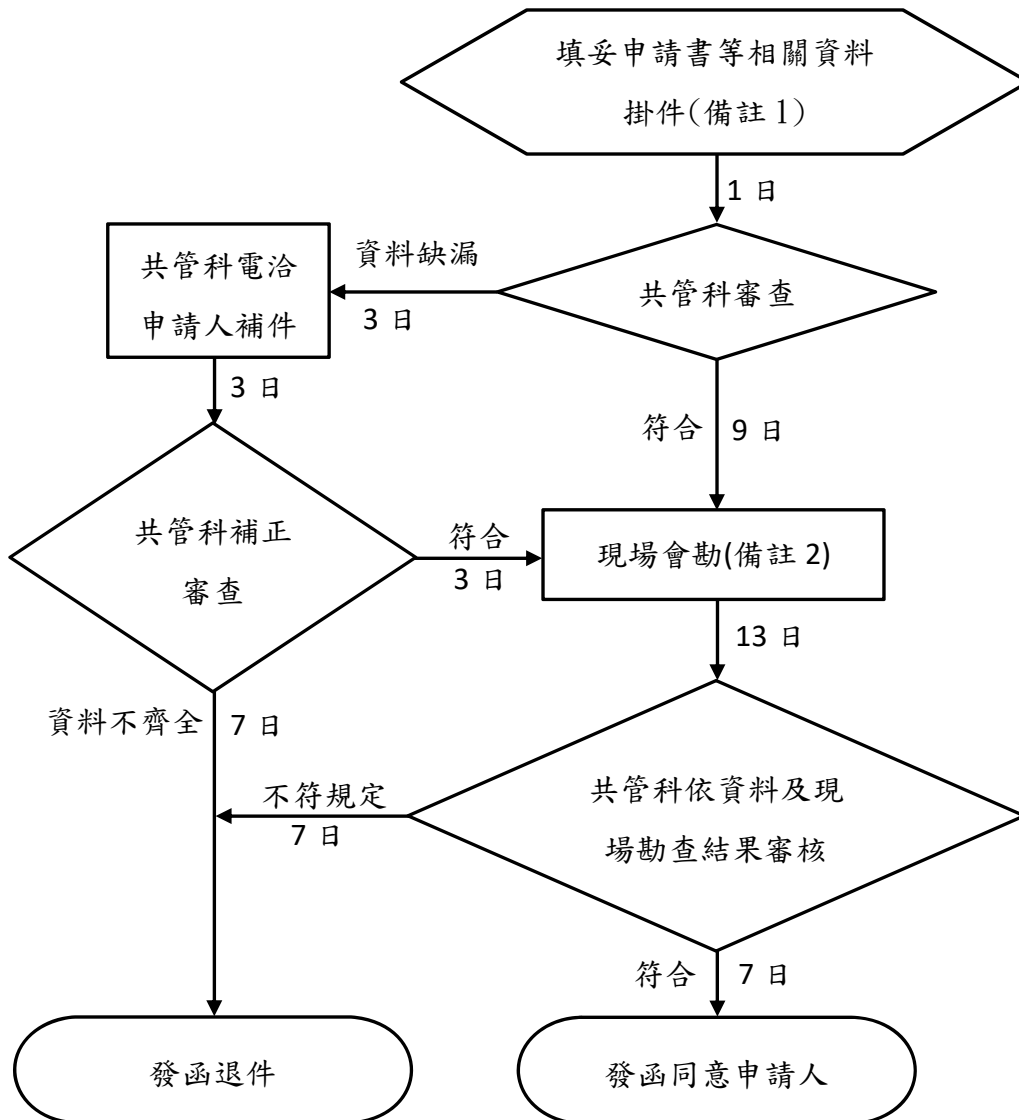 填妥申請書等相關資料
掛件(備註 1)
1 日
共管科審查
資料缺漏
3 日
共管科電洽
申請人補件
3 日
符合
9 日
共管科補正
審查
符合
3 日
現場會勘(備註 2)
13 日
資料不齊全
7 日
不符規定
7 日
共管科依資料及現
場勘查結果審核
符合
7 日
發函退件
發函同意申請人